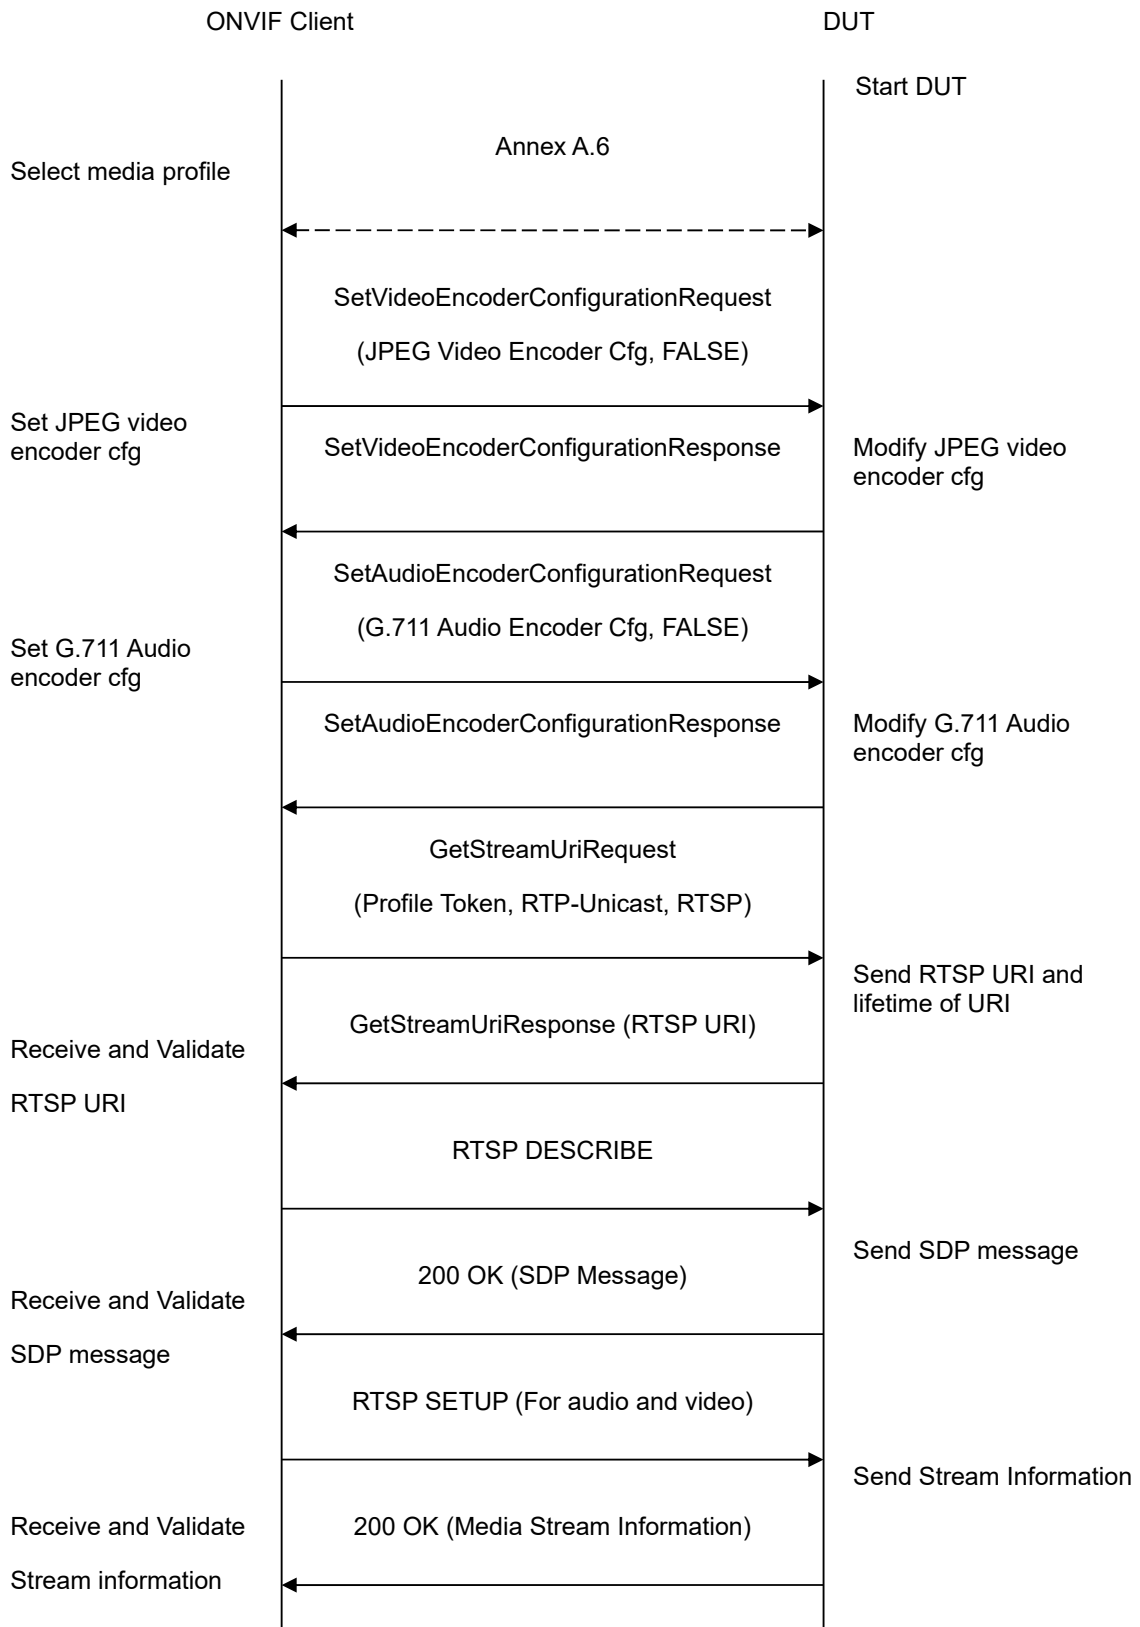 ONVIF Client
DUT
Start DUT
Annex A.6
Select media profile
SetVideoEncoderConfigurationRequest
(JPEG Video Encoder Cfg, FALSE)
Set JPEG video
encoder cfg
SetVideoEncoderConfigurationResponse
Modify JPEG video
encoder cfg
SetAudioEncoderConfigurationRequest
(G.711 Audio Encoder Cfg, FALSE)
Set G.711 Audio
encoder cfg
SetAudioEncoderConfigurationResponse
Modify G.711 Audio
encoder cfg
GetStreamUriRequest
(Profile Token, RTP-Unicast, RTSP)
Send RTSP URI and
lifetime of URI
GetStreamUriResponse (RTSP URI)
Receive and Validate
RTSP URI
RTSP DESCRIBE
Send SDP message
200 OK (SDP Message)
Receive and Validate
SDP message
RTSP SETUP (For audio and video)
Send Stream Information
200 OK (Media Stream Information)
Receive and Validate
Stream information